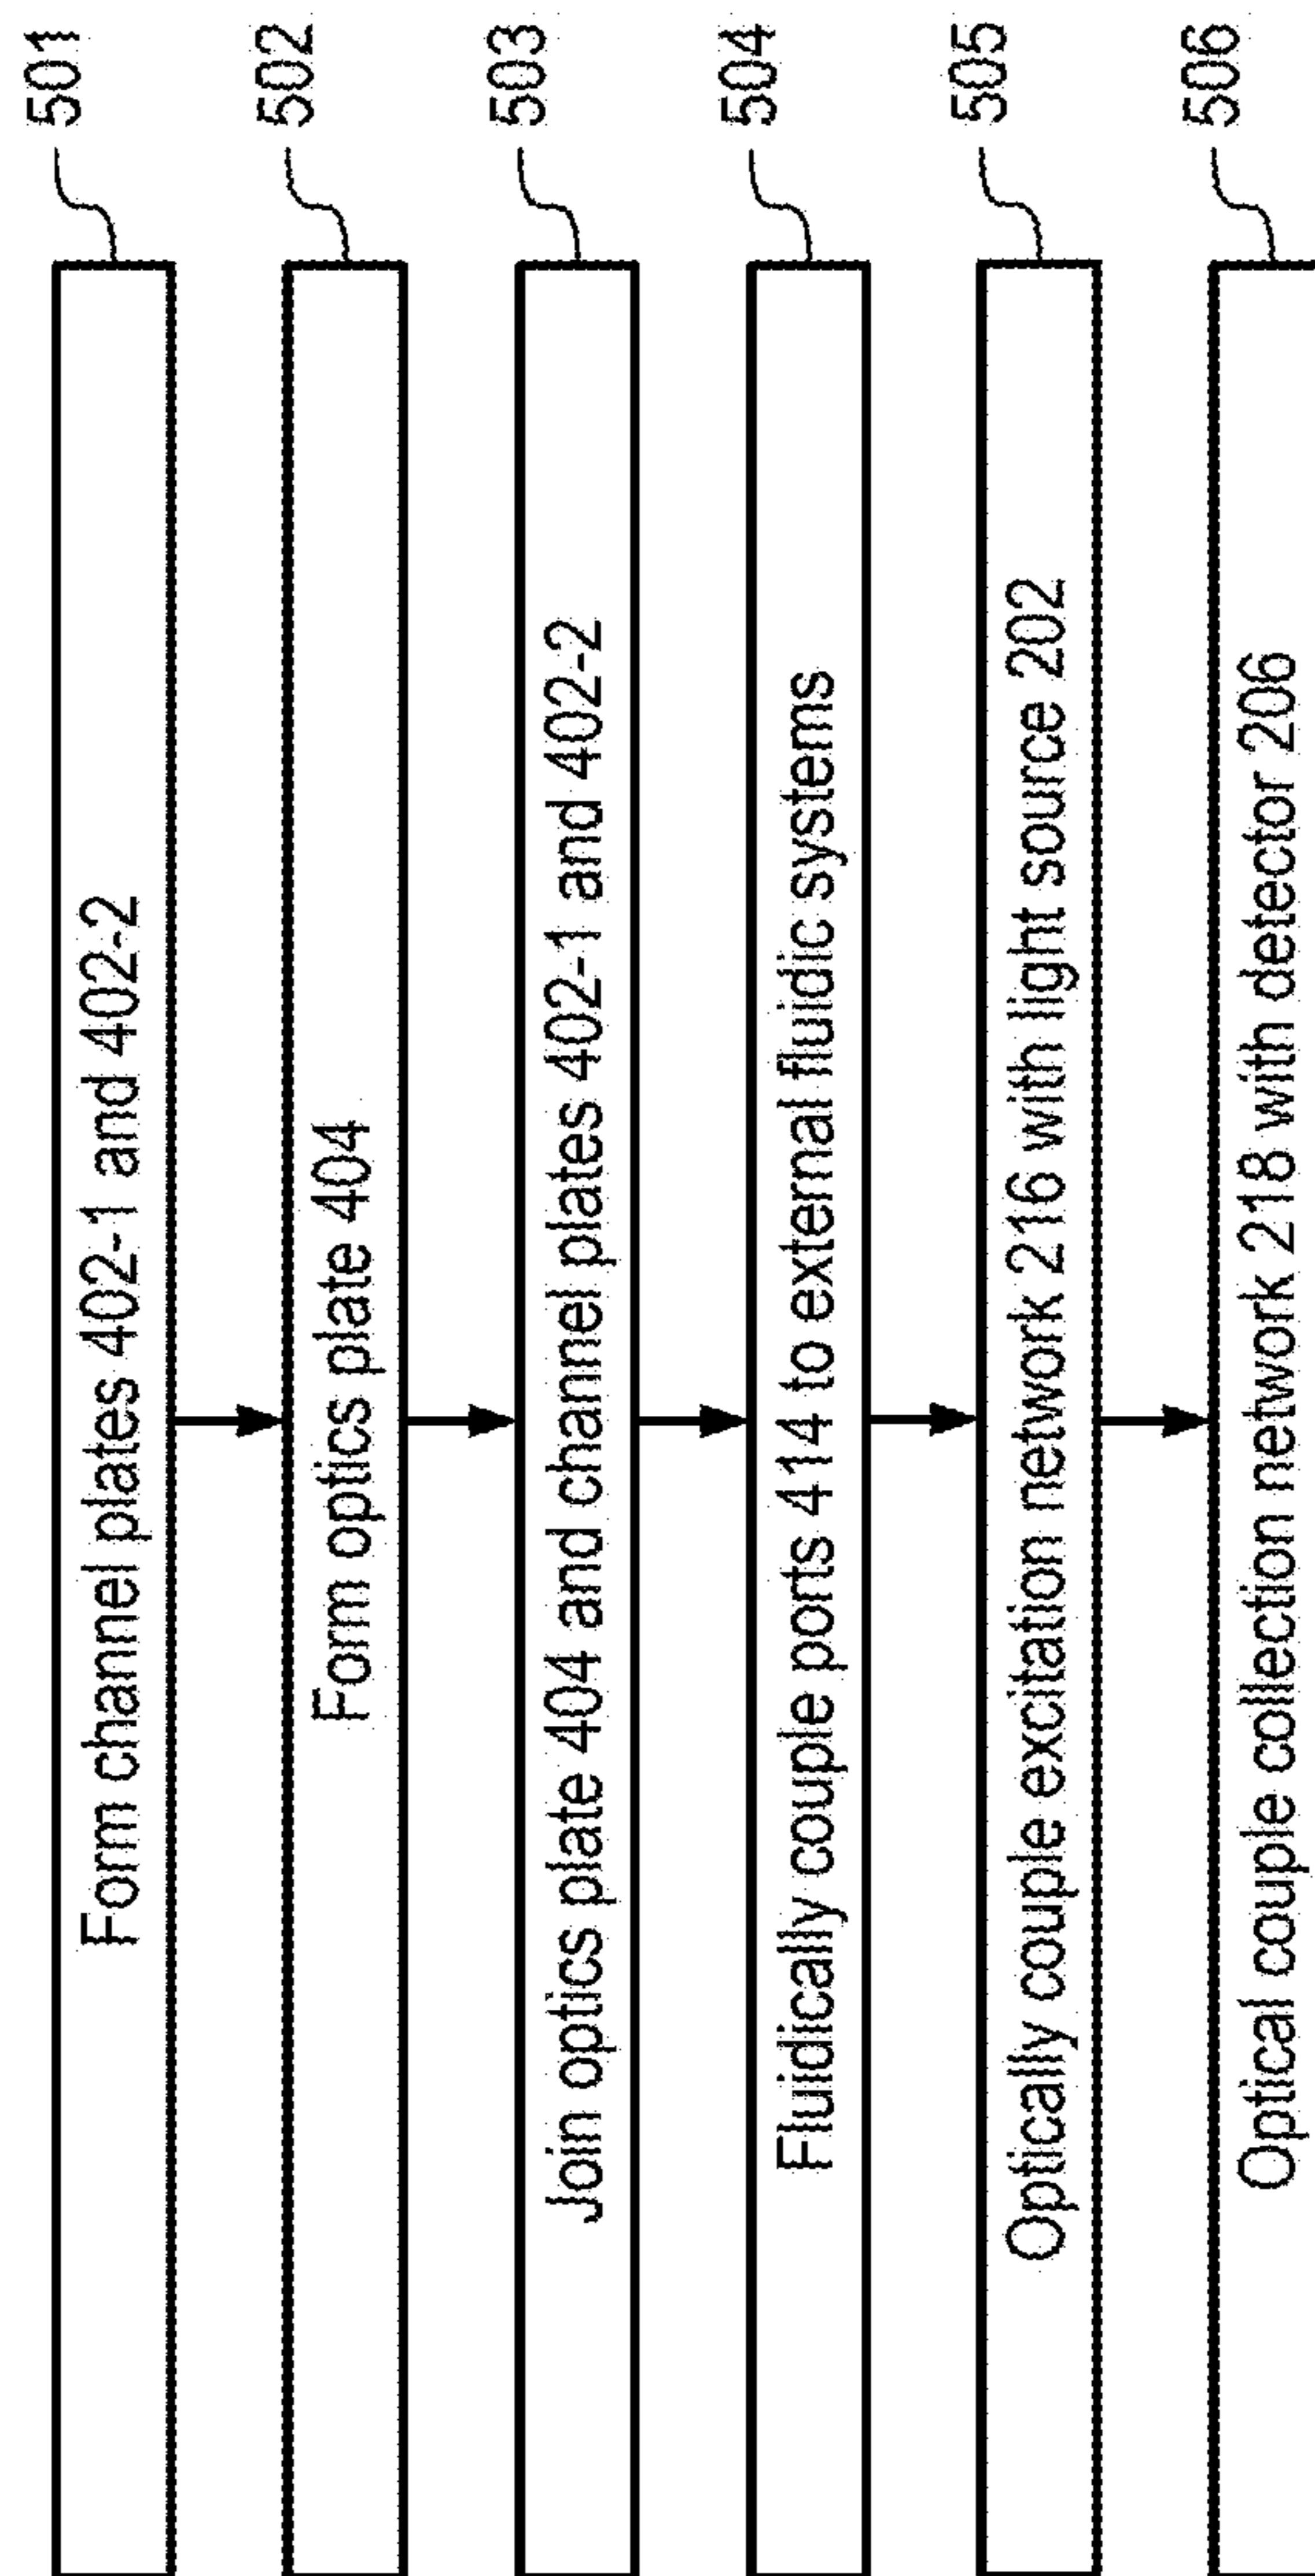 501
Form channel plates 402-1 and 402-2
502
Form optics plate 404
503
Join optics plate 404 and channel plates 402-1 and 402-2
504
Fluidically couple ports 414 to external fluidic systems
505
Optically couple excitation network 216 with light source 202
506
Optical couple collection network 218 with detector 206